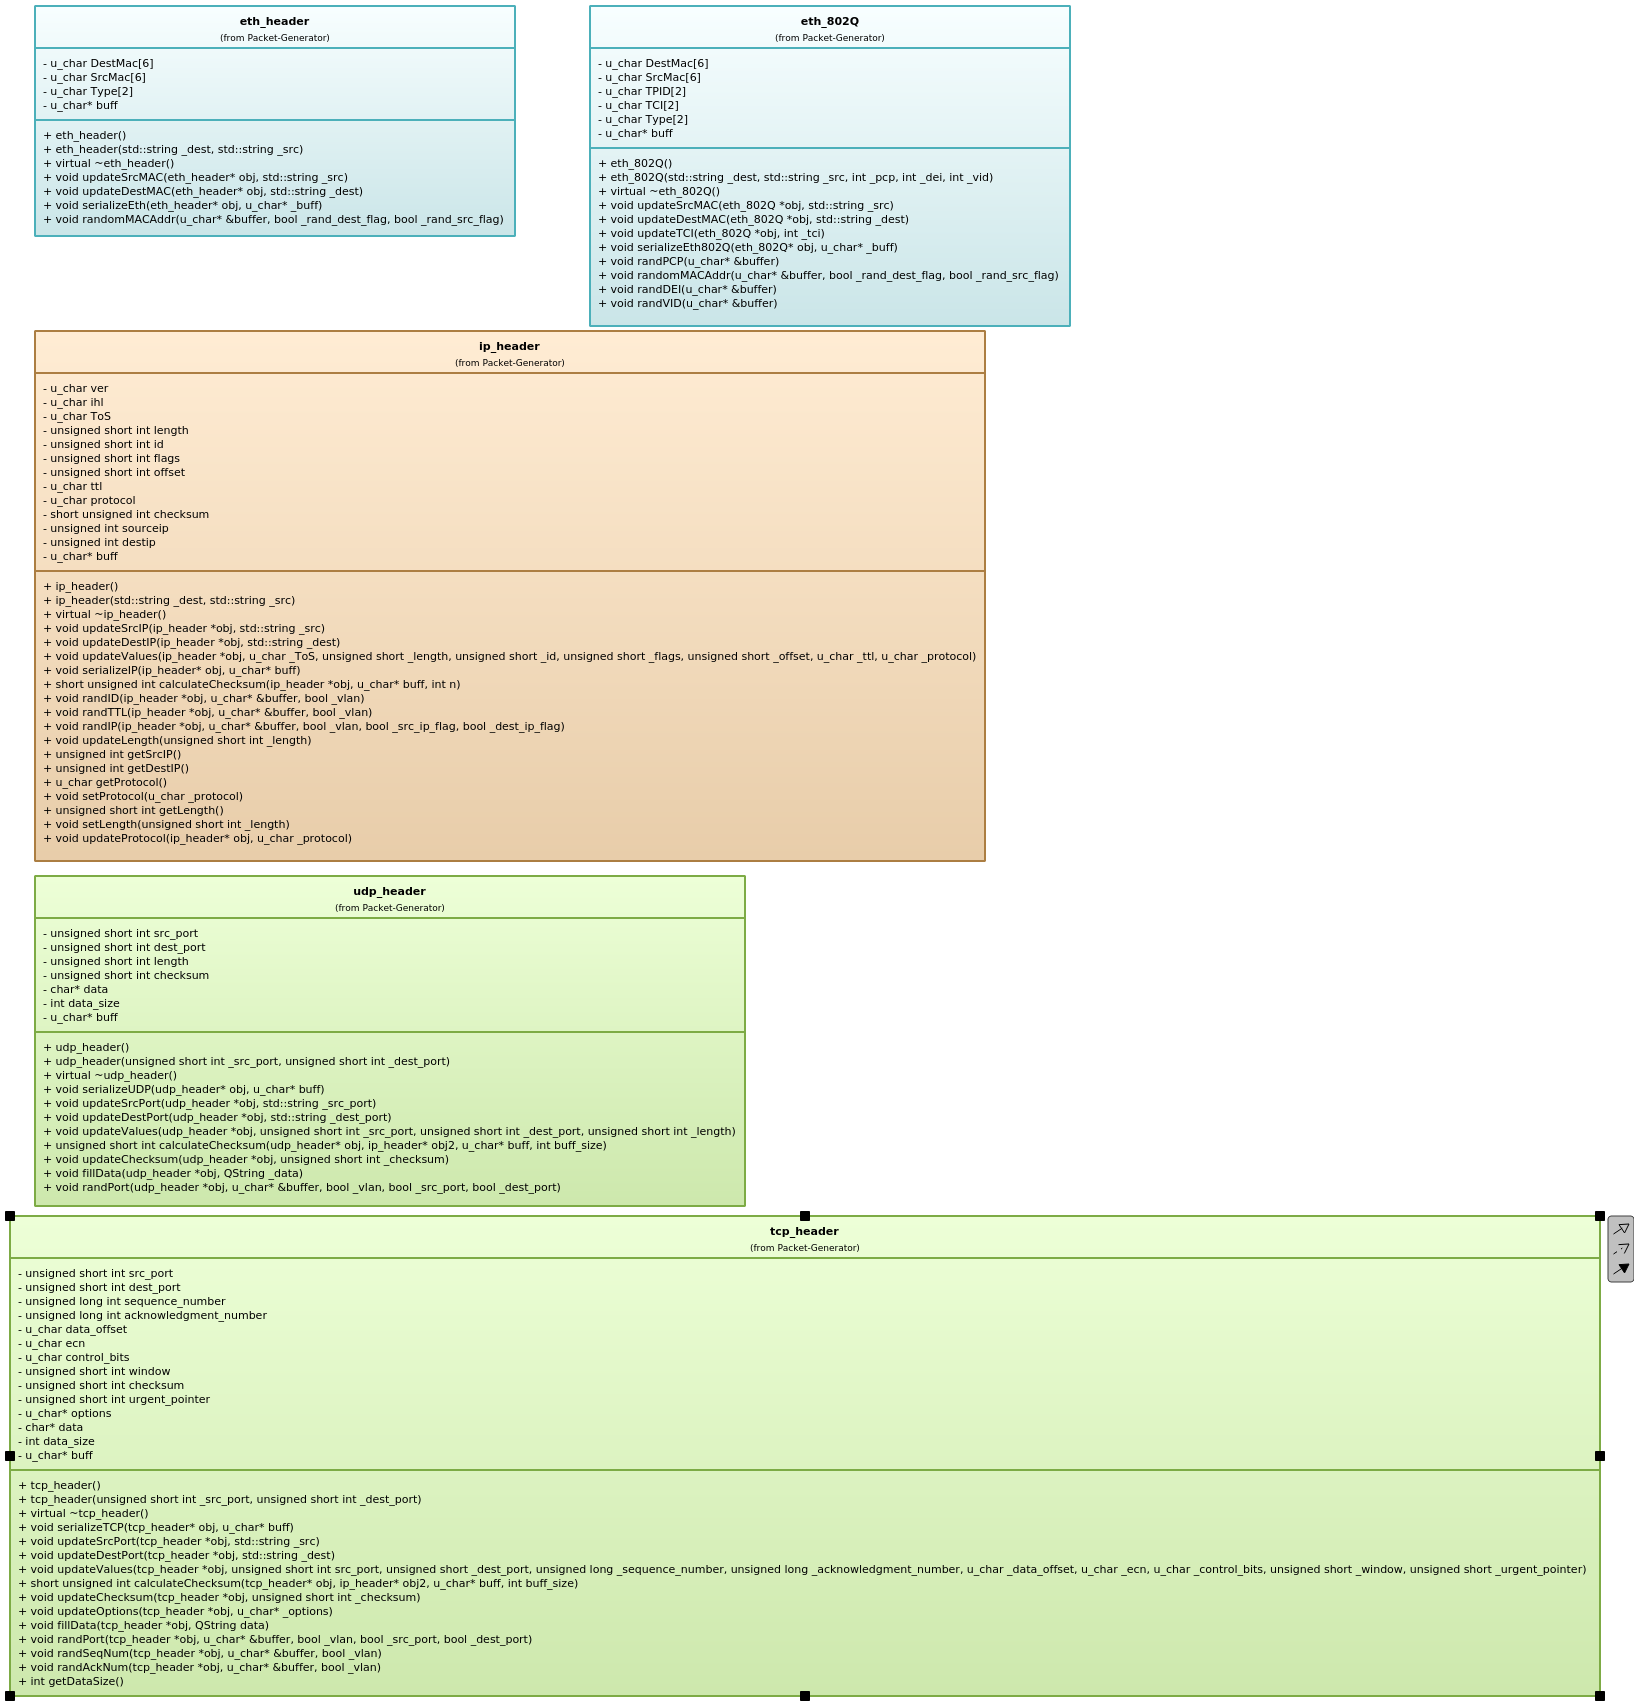 eth_header
(from Packet-Generator)
- u_char DestMac[6]
- u_char SrcMac[6]
- u_char Type[2]
- u_char* buff
+ eth_header()
+ eth_header(std::string _dest, std::string _src)
+ virtual ~eth_header()
+ void updateSrcMAC(eth_header* obj, std::string _src)
+ void updateDestMAC(eth_header* obj, std::string _dest)
+ void serializeEth(eth_header* obj, u_char* _buff)
+ void randomMACAddr(u_char* &buffer, bool _rand_dest_flag, bool _rand_src_flag)
eth_802Q
(from Packet-Generator)
- u_char DestMac[6]
- u_char SrcMac[6]
- u_char TPID[2]
- u_char TCI[2]
- u_char Type[2]
- u_char* buff
+ eth_802Q()
+ eth_802Q(std::string _dest, std::string _src, int _pcp, int _dei, int _vid)
+ virtual ~eth_802Q()
+ void updateSrcMAC(eth_802Q *obj, std::string _src)
+ void updateDestMAC(eth_802Q *obj, std::string _dest)
+ void updateTCI(eth_802Q *obj, int _tci)
+ void serializeEth802Q(eth_802Q* obj, u_char* _buff)
+ void randPCP(u_char* &buffer)
+ void randomMACAddr(u_char* &buffer, bool _rand_dest_flag, bool _rand_src_flag)
+ void randDEI(u_char* &buffer)
+ void randVID(u_char* &buffer)
ip_header
(from Packet-Generator)
- u_char ver
- u_char ihl
- u_char ToS
- unsigned short int length
- unsigned short int id
- unsigned short int flags
- unsigned short int offset
- u_char ttl
- u_char protocol
- short unsigned int checksum
- unsigned int sourceip
- unsigned int destip
- u_char* buff
+ ip_header()
+ ip_header(std::string _dest, std::string _src)
+ virtual ~ip_header()
+ void updateSrcIP(ip_header *obj, std::string _src)
+ void updateDestIP(ip_header *obj, std::string _dest)
+ void updateValues(ip_header *obj, u_char _ToS, unsigned short _length, unsigned short _id, unsigned short _flags, unsigned short _offset, u_char _ttl, u_char _protocol)
+ void serializeIP(ip_header* obj, u_char* buff)
+ short unsigned int calculateChecksum(ip_header *obj, u_char* buff, int n)
+ void randID(ip_header *obj, u_char* &buffer, bool _vlan)
+ void randTTL(ip_header *obj, u_char* &buffer, bool _vlan)
+ void randIP(ip_header *obj, u_char* &buffer, bool _vlan, bool _src_ip_flag, bool _dest_ip_flag)
+ void updateLength(unsigned short int _length)
+ unsigned int getSrcIP()
+ unsigned int getDestIP()
+ u_char getProtocol()
+ void setProtocol(u_char _protocol)
+ unsigned short int getLength()
+ void setLength(unsigned short int _length)
+ void updateProtocol(ip_header* obj, u_char _protocol)
udp_header
(from Packet-Generator)
- unsigned short int src_port
- unsigned short int dest_port
- unsigned short int length
- unsigned short int checksum
- char* data
- int data_size
- u_char* buff
+ udp_header()
+ udp_header(unsigned short int _src_port, unsigned short int _dest_port)
+ virtual ~udp_header()
+ void serializeUDP(udp_header* obj, u_char* buff)
+ void updateSrcPort(udp_header *obj, std::string _src_port)
+ void updateDestPort(udp_header *obj, std::string _dest_port)
+ void updateValues(udp_header *obj, unsigned short int _src_port, unsigned short int _dest_port, unsigned short int _length)
+ unsigned short int calculateChecksum(udp_header* obj, ip_header* obj2, u_char* buff, int buff_size)
+ void updateChecksum(udp_header *obj, unsigned short int _checksum)
+ void fillData(udp_header *obj, QString _data)
+ void randPort(udp_header *obj, u_char* &buffer, bool _vlan, bool _src_port, bool _dest_port)
tcp_header
(from Packet-Generator)
- unsigned short int src_port
- unsigned short int dest_port
- unsigned long int sequence_number
- unsigned long int acknowledgment_number
- u_char data_offset
- u_char ecn
- u_char control_bits
- unsigned short int window
- unsigned short int checksum
- unsigned short int urgent_pointer
- u_char* options
- char* data
- int data_size
- u_char* buff
+ tcp_header()
+ tcp_header(unsigned short int _src_port, unsigned short int _dest_port)
+ virtual ~tcp_header()
+ void serializeTCP(tcp_header* obj, u_char* buff)
+ void updateSrcPort(tcp_header *obj, std::string _src)
+ void updateDestPort(tcp_header *obj, std::string _dest)
+ void updateValues(tcp_header *obj, unsigned short int src_port, unsigned short _dest_port, unsigned long _sequence_number, unsigned long _acknowledgment_number, u_char _data_offset, u_char _ecn, u_char _control_bits, unsigned short _window, unsigned short _urgent_pointer)
+ short unsigned int calculateChecksum(tcp_header* obj, ip_header* obj2, u_char* buff, int buff_size)
+ void updateChecksum(tcp_header *obj, unsigned short int _checksum)
+ void updateOptions(tcp_header *obj, u_char* _options)
+ void fillData(tcp_header *obj, QString data)
+ void randPort(tcp_header *obj, u_char* &buffer, bool _vlan, bool _src_port, bool _dest_port)
+ void randSeqNum(tcp_header *obj, u_char* &buffer, bool _vlan)
+ void randAckNum(tcp_header *obj, u_char* &buffer, bool _vlan)
+ int getDataSize()